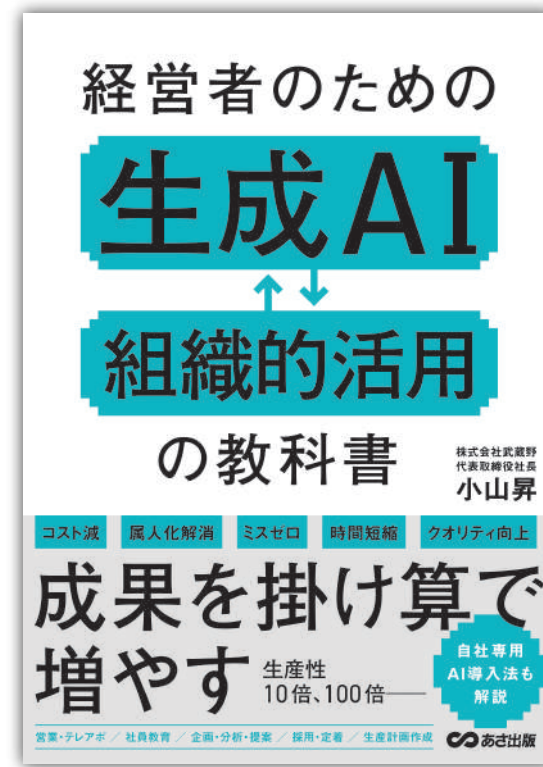 経営者のための
生成AI
組織的活用
の教科書
株式会社武蔵野
代表取締役社長
小山昇
コスト減 属人化解消 ミスゼロ 時間短縮 クオリティ向上
成果を掛け算で
増やす
生産性
10倍、100倍──
自社専用
AI導入法も
解説
営業・テレアポ / 社員教育 / 企画・分析・提案 / 採用・定着 / 生産計画作成
あさ出版